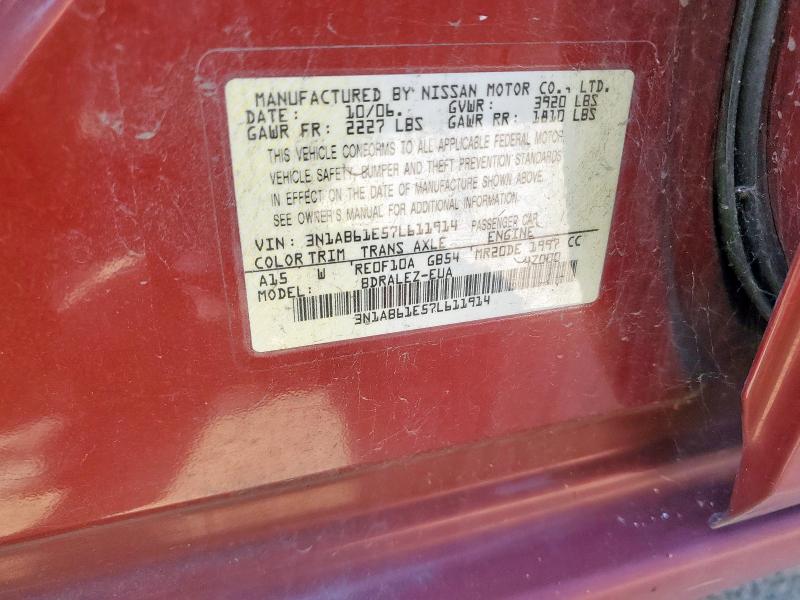 MANUFACTURED BY NISSAN MOTOR CO., LTD.
DATE: 10/06. GVWR: 3920 LBS
GAWR FR: 2227 LBS GAWR RR: 1810 LBS
THIS VEHICLE CONFORMS TO ALL APPLICABLE FEDERAL MOTOR
VEHICLE SAFETY, BUMPER AND THEFT PREVENTION STANDARDS
IN EFFECT ON THE DATE OF MANUFACTURE SHOWN ABOVE.
SEE OWNER'S MANUAL FOR ADDITIONAL INFORMATION
VIN: 3N1AB61E57L611914 PASSENGER CAR
COLOR TRIM TRANS AXLE ENGINE
A15 W RE0F10A GB54 MR20DE 1997 CC
MODEL: BDRALEZ-EUA
3N1AB61E57L611914